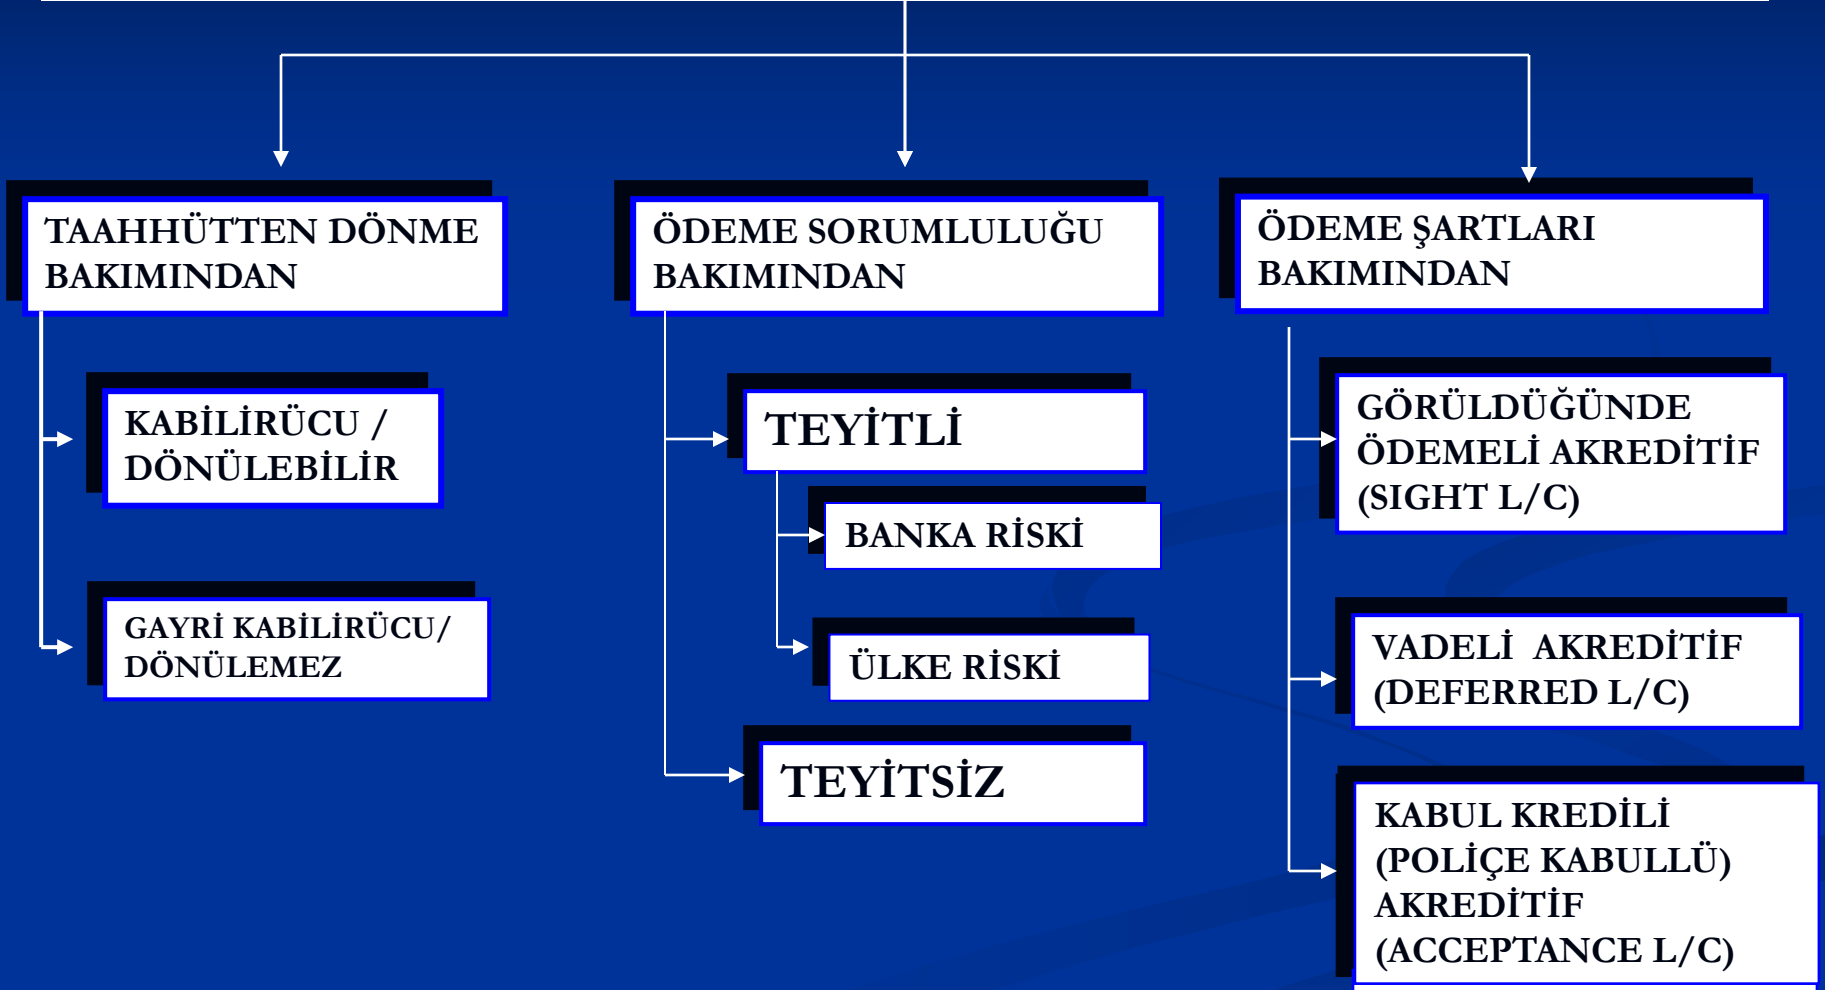 TAAHHÜTTEN DÖNME
BAKIMINDAN
KABİLİRÜCU /
DÖNÜLEBİLİR
GAYRİ KABİLİRÜCU/
DÖNÜLEMEZ
ÖDEME SORUMLULUĞU
BAKIMINDAN
TEYİTLİ
BANKA RİSKİ
ÜLKE RİSKİ
TEYİTSİZ
ÖDEME ŞARTLARI
BAKIMINDAN
GÖRÜLDÜĞÜNDE
ÖDEMELİ AKREDİTİF
(SIGHT L/C)
VADELİ  AKREDİTİF
(DEFERRED L/C)
KABUL KREDİLİ
(POLİÇE KABULLÜ)
AKREDİTİF
(ACCEPTANCE L/C)